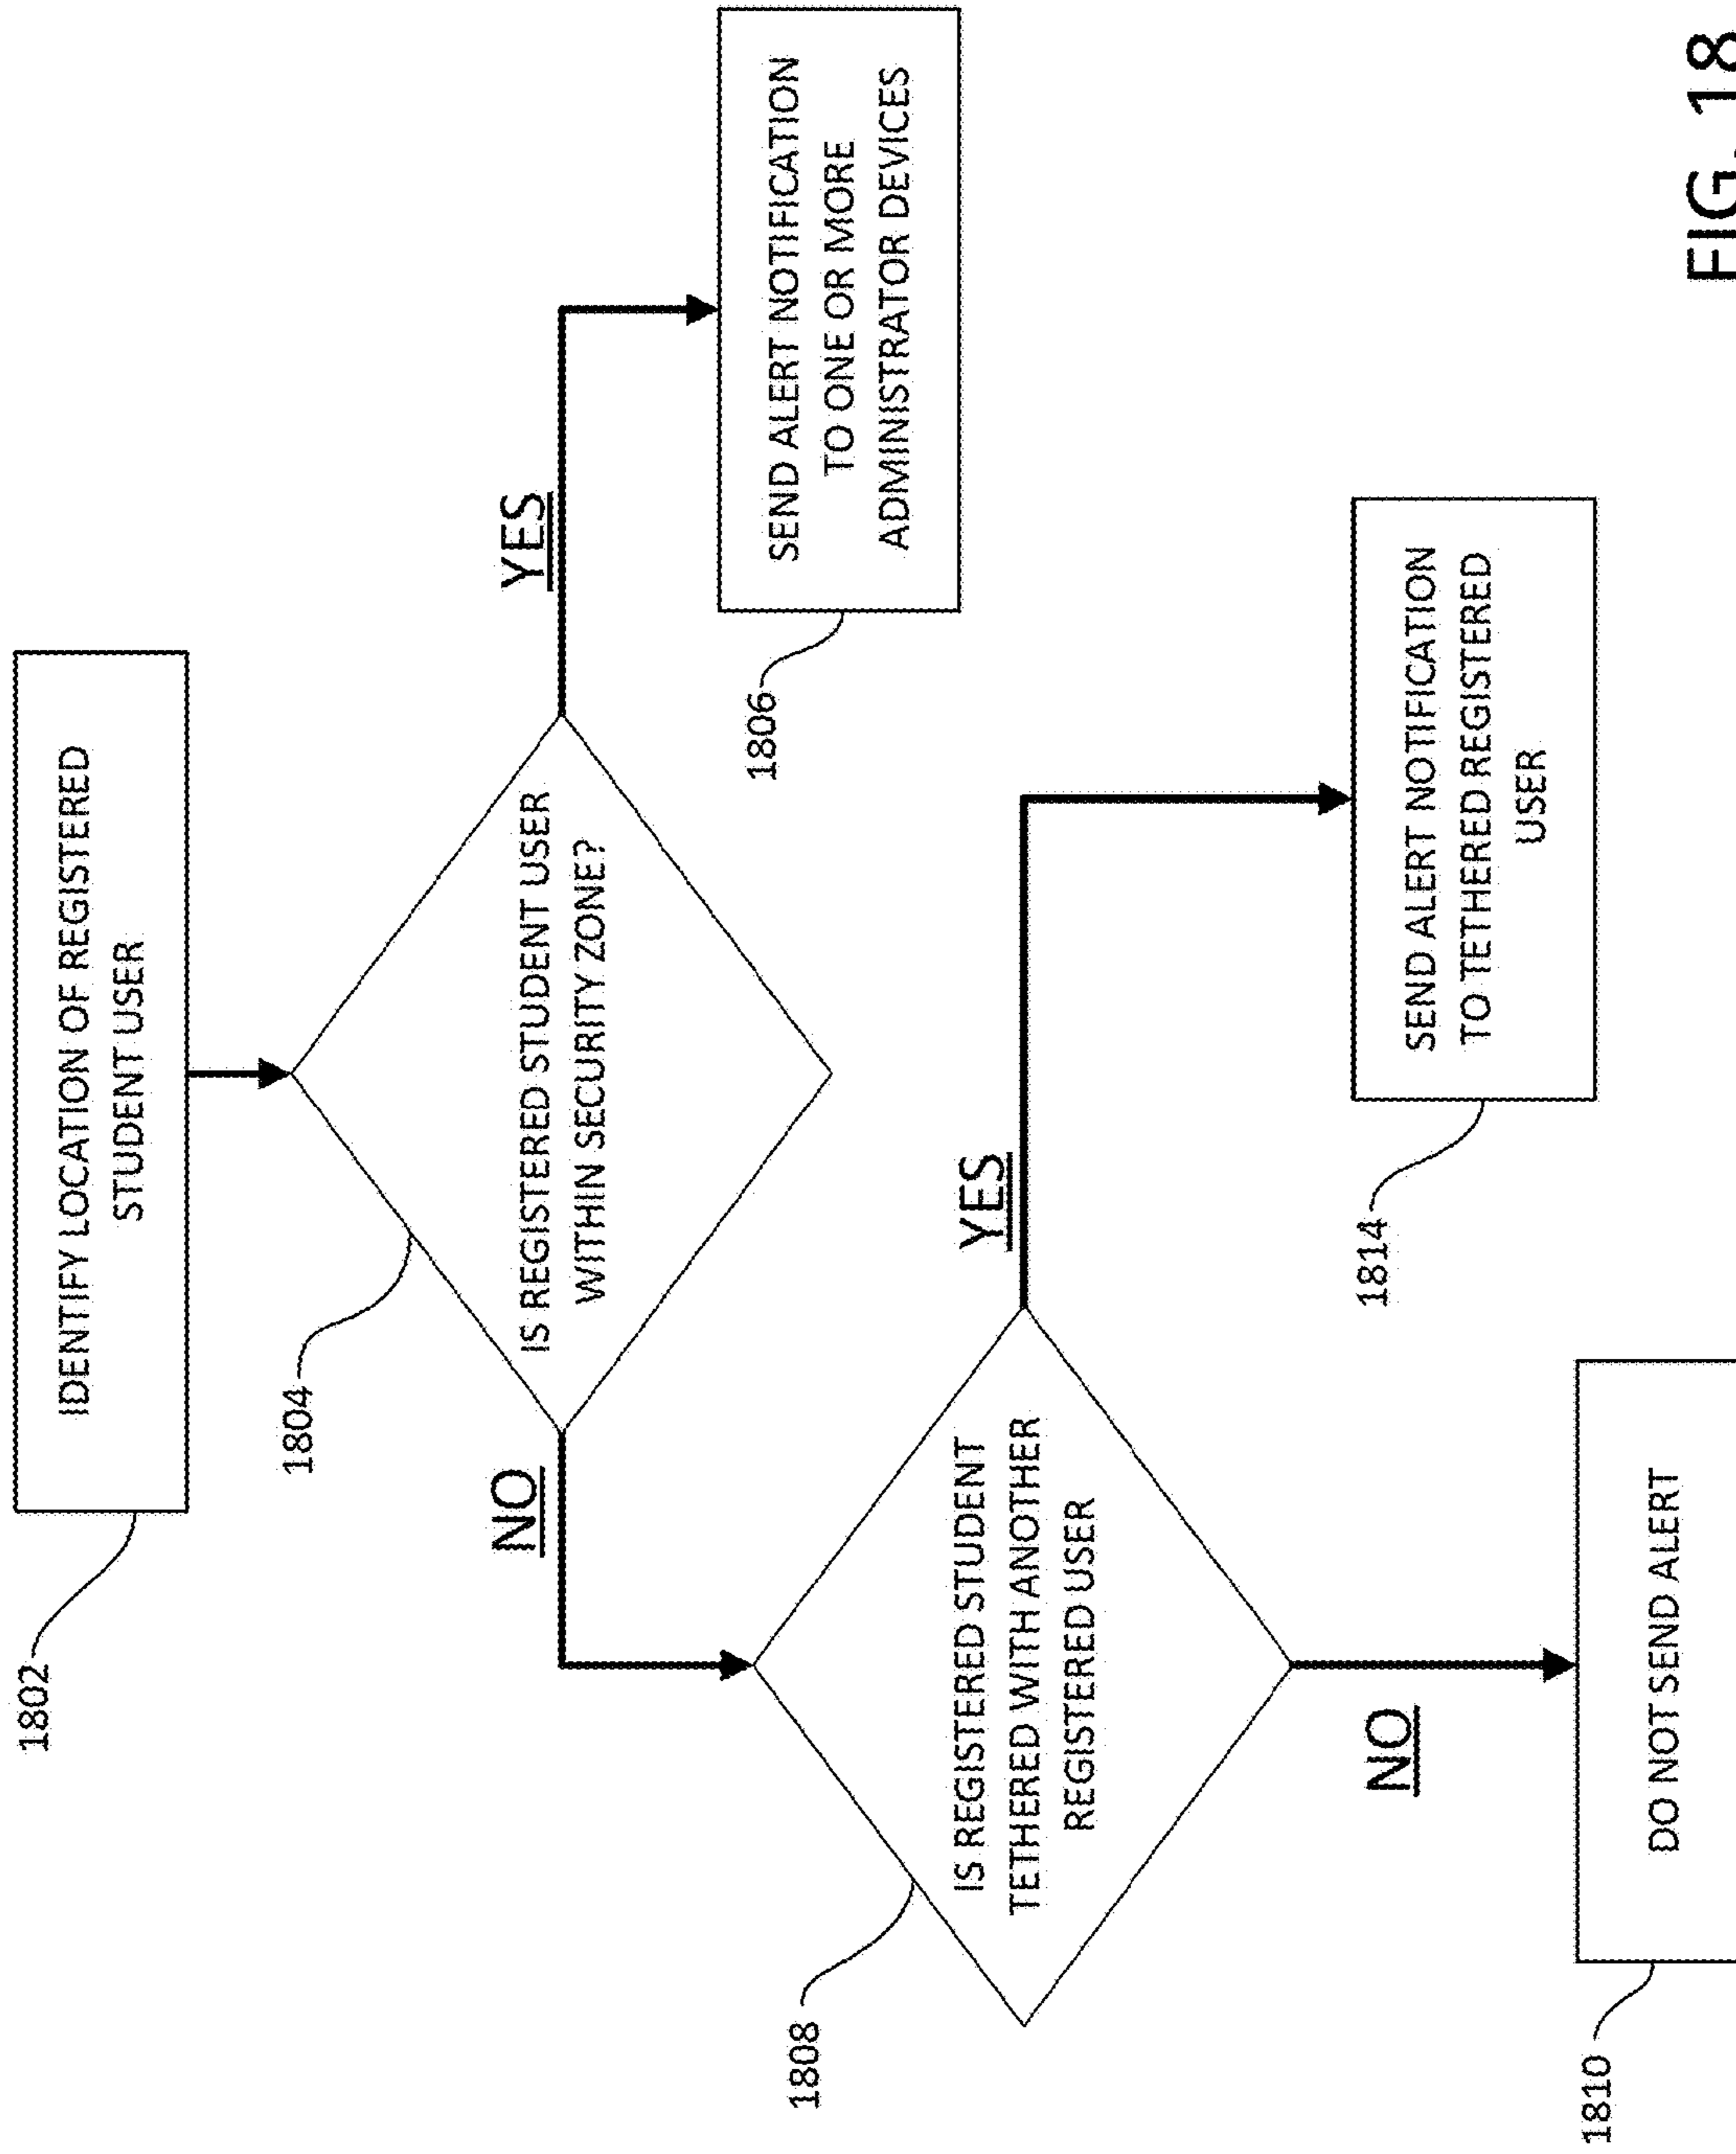 1802
IDENTIFY LOCATION OF REGISTERED
STUDENT USER
1804
IS REGISTERED STUDENT USER
WITHIN SECURITY ZONE?
NO
YES
1806
SEND ALERT NOTIFICATION
TO ONE OR MORE
ADMINISTRATOR DEVICES
1808
IS REGISTERED STUDENT
TETHERED WITH ANOTHER
REGISTERED USER
YES
NO
1814
SEND ALERT NOTIFICATION
TO TETHERED REGISTERED
USER
1810
DO NOT SEND ALERT
FIG. 18